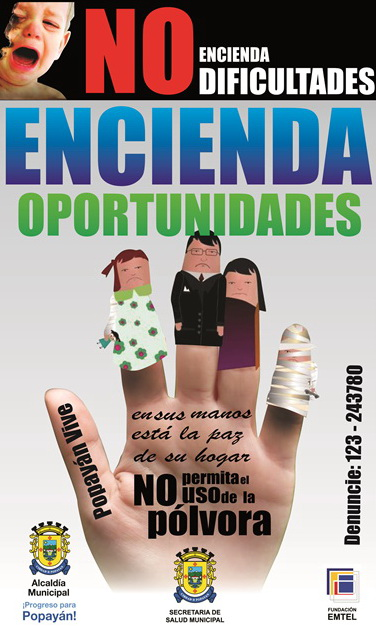 NO ENCIENDA
DIFICULTADES
ENCIENDA
OPORTUNIDADES
en sus manos
está la paz
de su hogar
NO permita el
uso de la
pólvora
Popayán Vive
Denuncie: 123 - 243780
Alcaldía
Municipal
¡Progreso para
Popayán!
SECRETARIA DE
SALUD MUNICIPAL
FUNDACIÓN
EMTEL